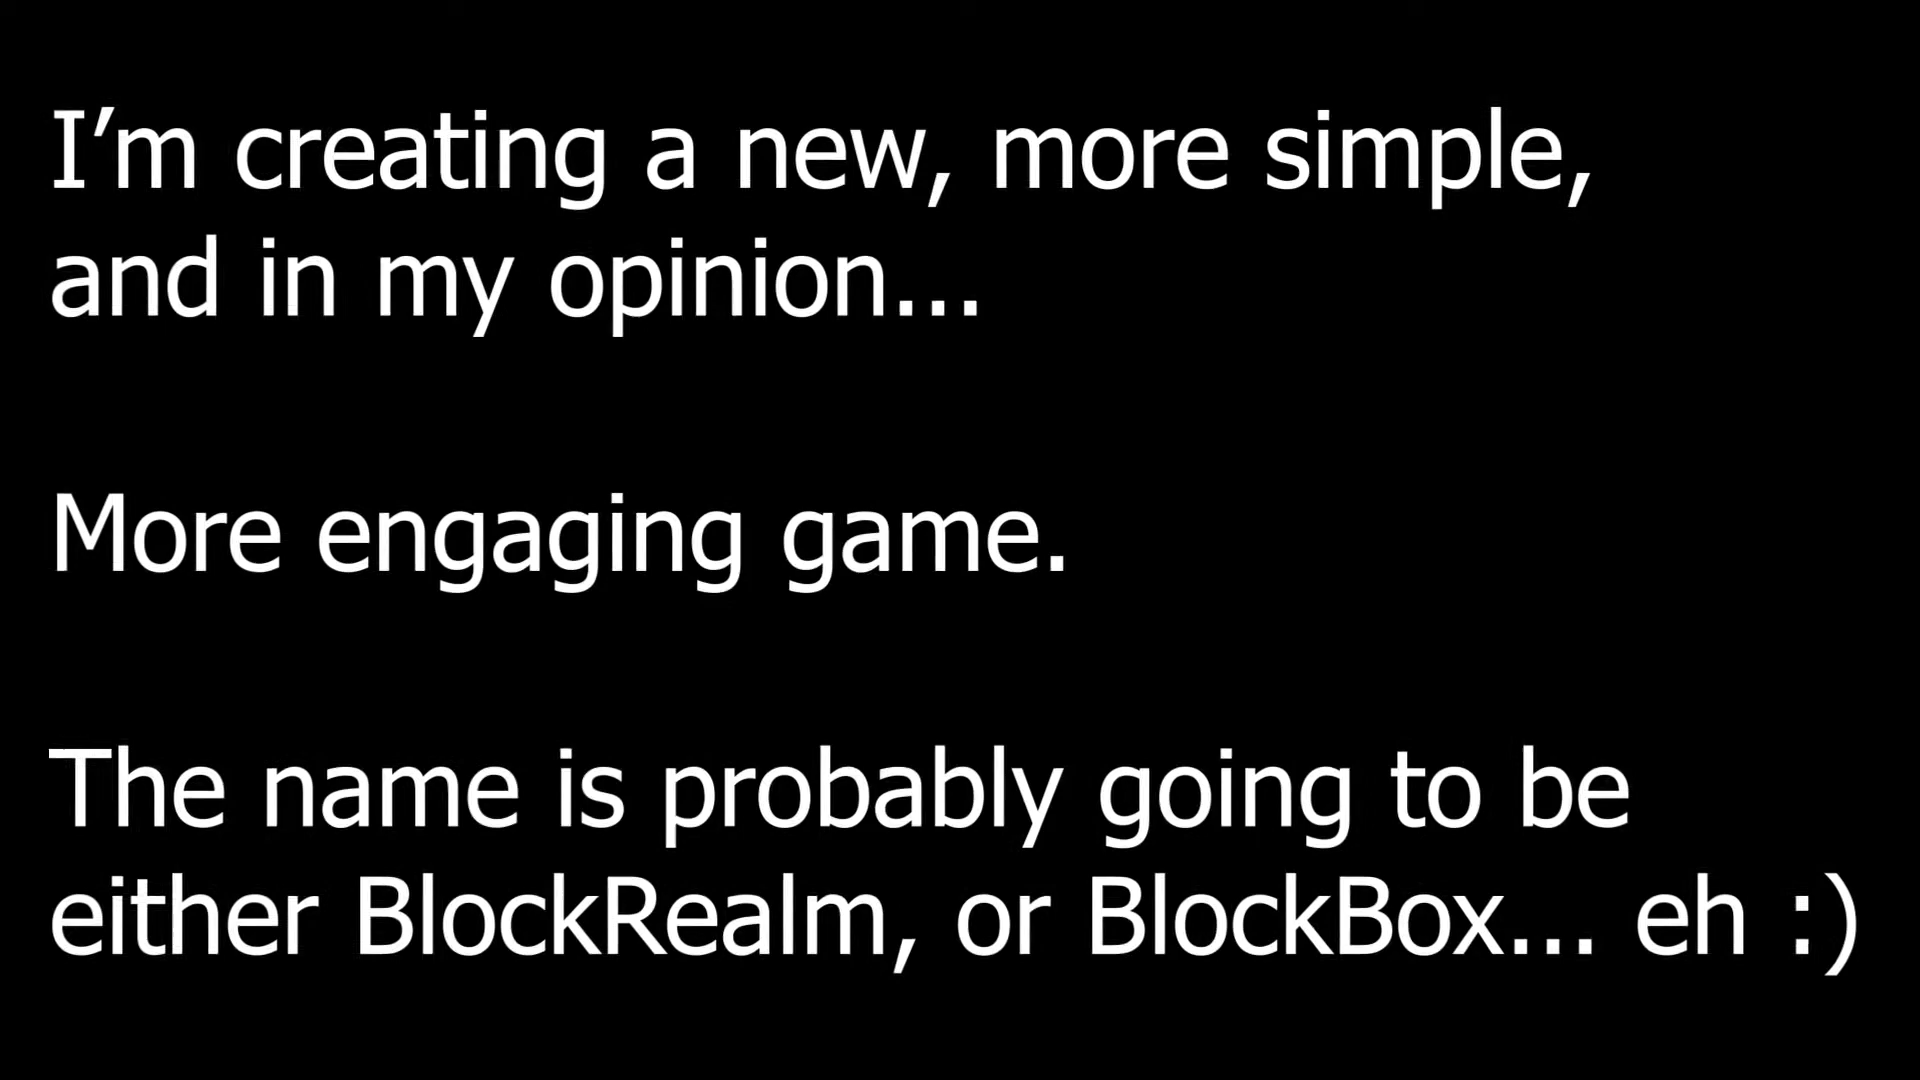 I’m creating a new, more simple,
and in my opinion...
More engaging game.
The name is probably going to be
either BlockRealm, or BlockBox... eh :)